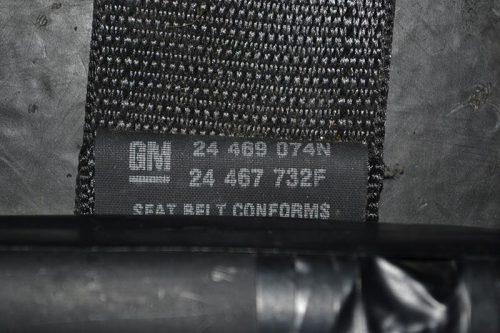 GM 24 469 074N
24 467 732F
SEAT BELT CONFORMS